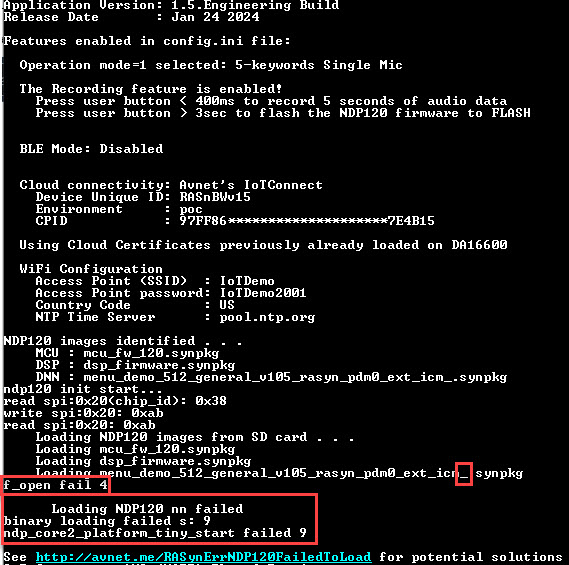 Application Version: 1.5.Engineering Build
Release Date : Jan 24 2024
Features enabled in config.ini file:
Operation mode=1 selected: 5-keywords Single Mic
The Recording feature is enabled!
Press user button < 400ms to record 5 seconds of audio data
Press user button > 3sec to flash the NDP120 firmware to FLASH
BLE Mode: Disabled
Cloud connectivity: Avnet's IoTConnect
Device Unique ID: RASnBWv15
Environment : poc
CPID : 97FF86********************7E4B15
Using Cloud Certificates previously already loaded on DA16600
WiFi Configuration
Access Point (SSID) : IoTDemo
Access Point password: IoTDemo2001
Country Code : US
NTP Time Server : pool.ntp.org
NDP120 images identified . . .
MCU : mcu_fw_120.synpkg
DSP : dsp_firmware.synpkg
DNN : menu_demo_512_general_v105_rasyn_pdm0_ext_icm_.synpkg
ndp120 init start...
read spi:0x20(chip_id): 0x38
write spi:0x20: 0xab
read spi:0x20: 0xab
Loading NDP120 images from SD card . . .
Loading mcu_fw_120.synpkg
Loading dsp_firmware.synpkg
Loading menu_demo_512_general_v105_rasyn_pdm0_ext_icm_.synpkg
f_open fail 4
Loading NDP120 nn failed
binary loading failed s: 9
ndp_core2_platform_tiny_start failed 9
See http://avnet.me/RASynErrNDP120FailedToLoad for potential solutions